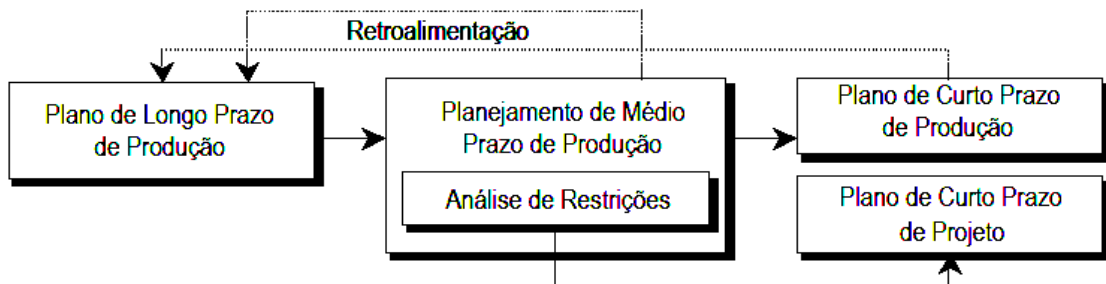 Retroalimentação
Plano de Longo Prazo
de Produção
Planejamento de Médio
Prazo de Produção
Análise de Restrições
Plano de Curto Prazo
de Produção
Plano de Curto Prazo
de Projeto